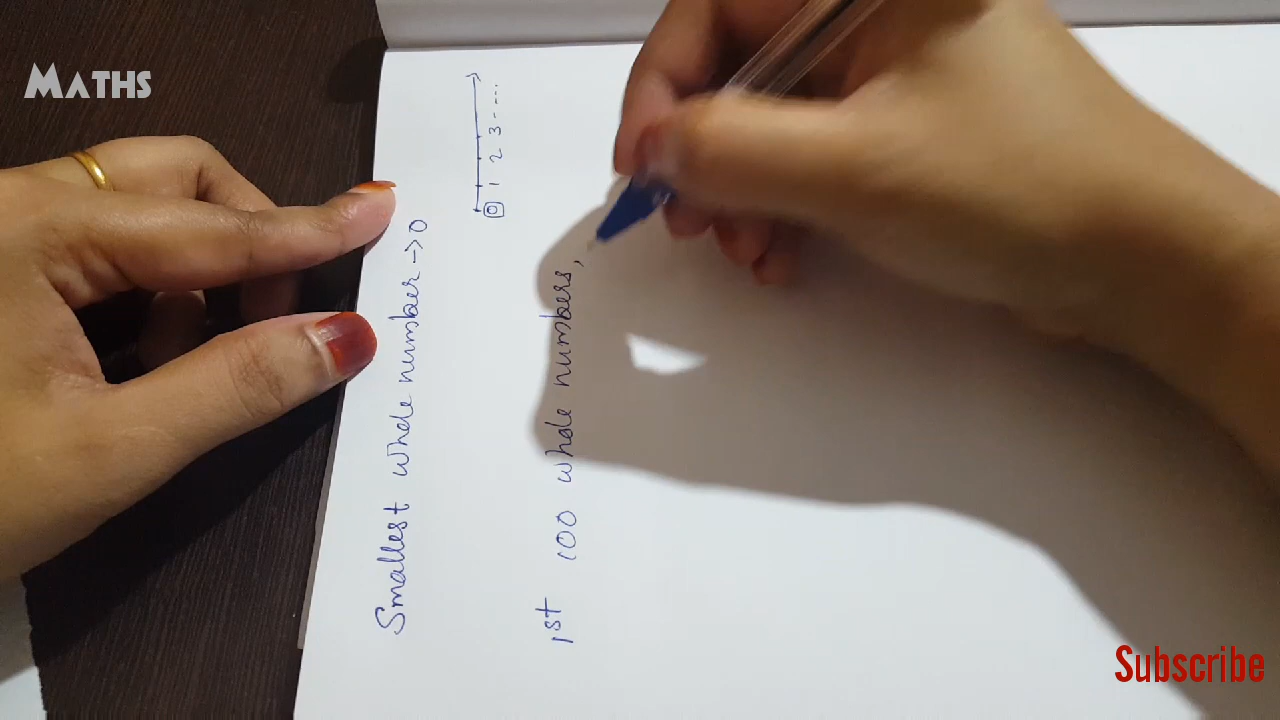 MATHS
Smallest whole number → 0
0 1 2 3 - ...
1st 100 whole numbers,
Subscribe